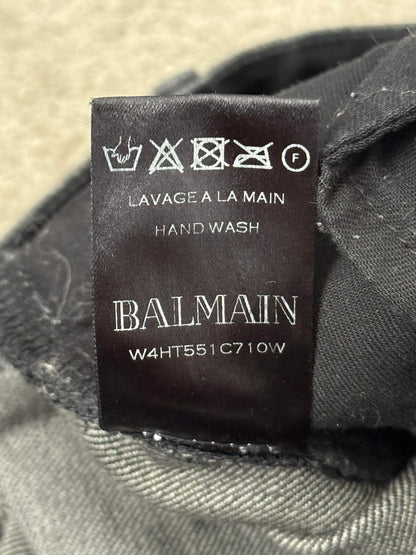 F
LAVAGE A LA MAIN
HAND WASH
BALMAIN
W4HT551C710W